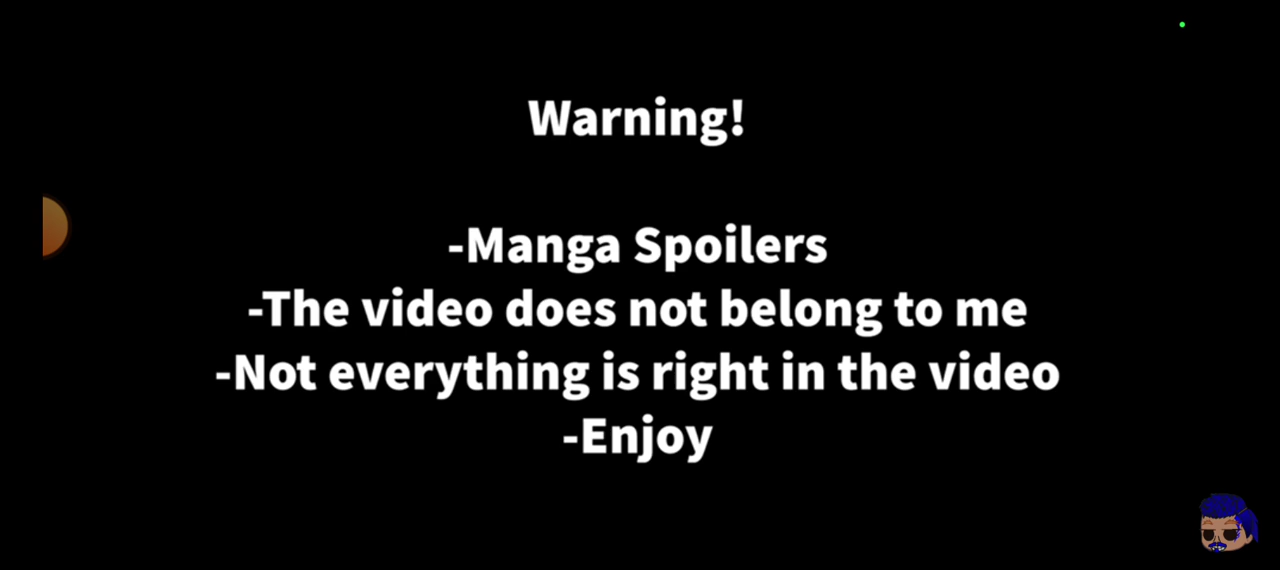 Warning!
-Manga Spoilers
-The video does not belong to me
-Not everything is right in the video
-Enjoy